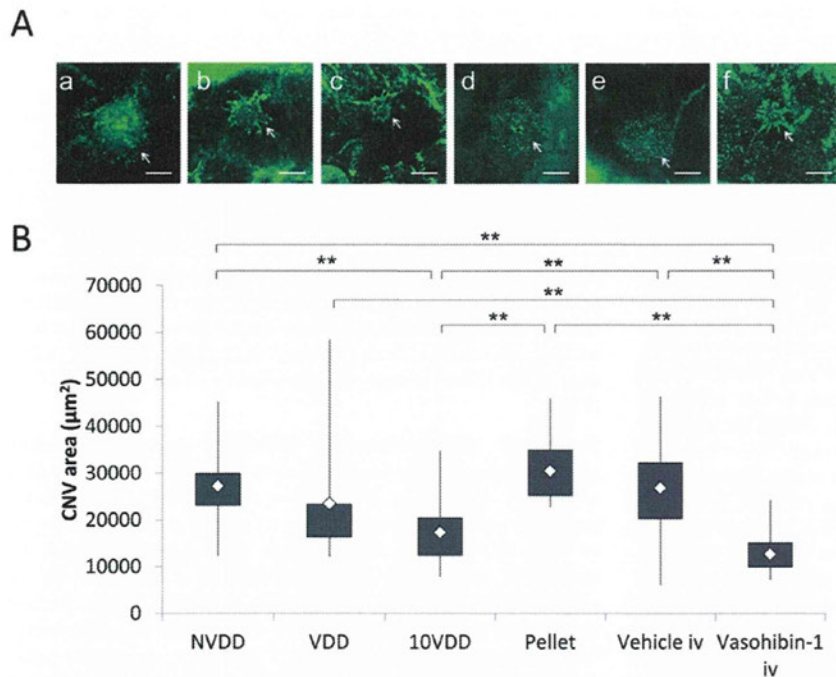 A
a b c d e f
B
**
** ** **
**
** **
70000
60000
50000
40000
30000
20000
10000
0
CNV area (µm²)
NVDD VDD 10VDD Pellet Vehicle iv Vasohibin-1
iv